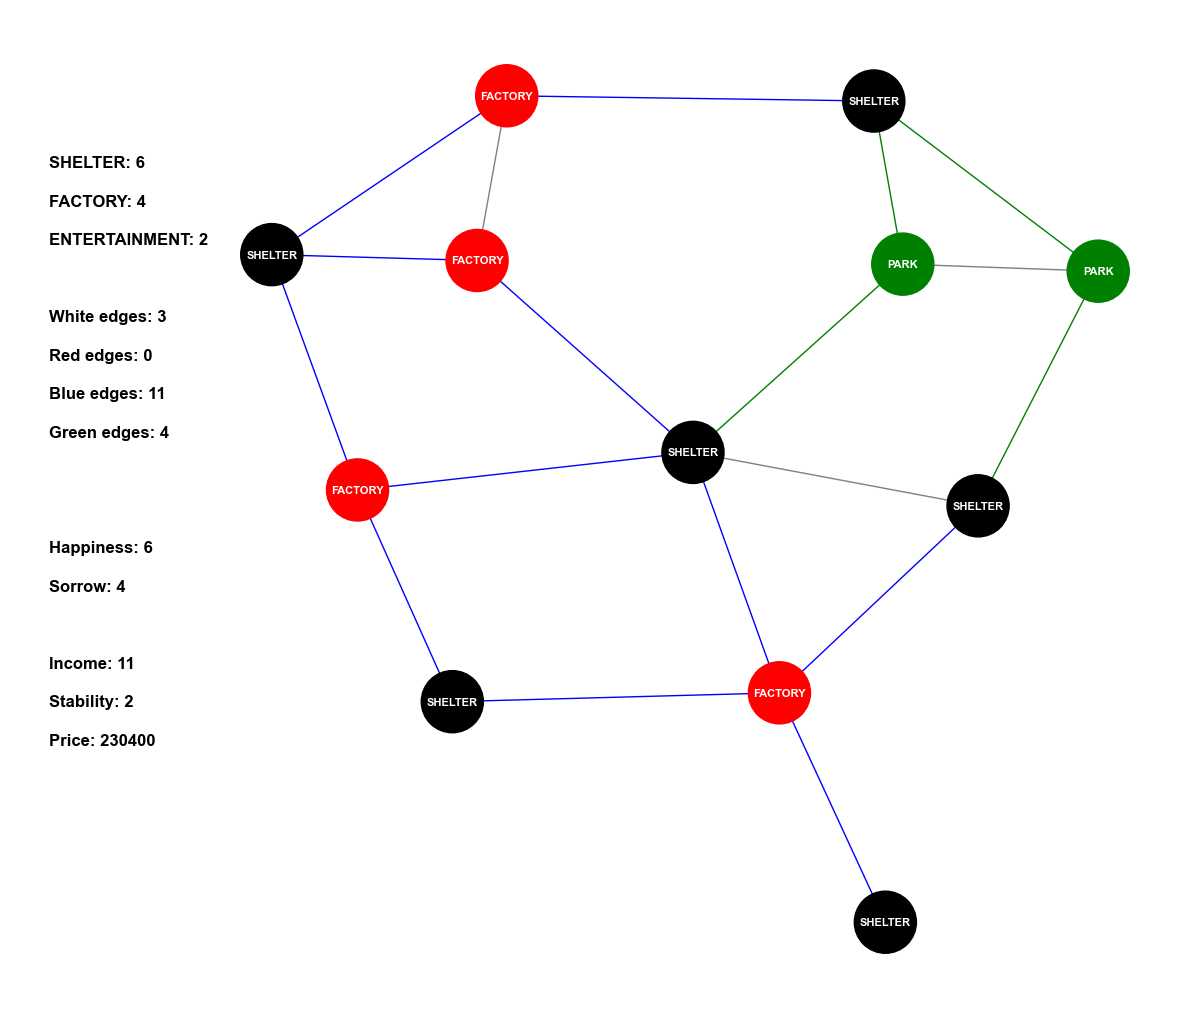 FACTORY
SHELTER
SHELTER: 6
FACTORY: 4
ENTERTAINMENT: 2
SHELTER
FACTORY
PARK
PARK
White edges: 3
Red edges: 0
Blue edges: 11
Green edges: 4
SHELTER
FACTORY
SHELTER
Happiness: 6
Sorrow: 4
Income: 11
Stability: 2
SHELTER
FACTORY
Price: 230400
SHELTER